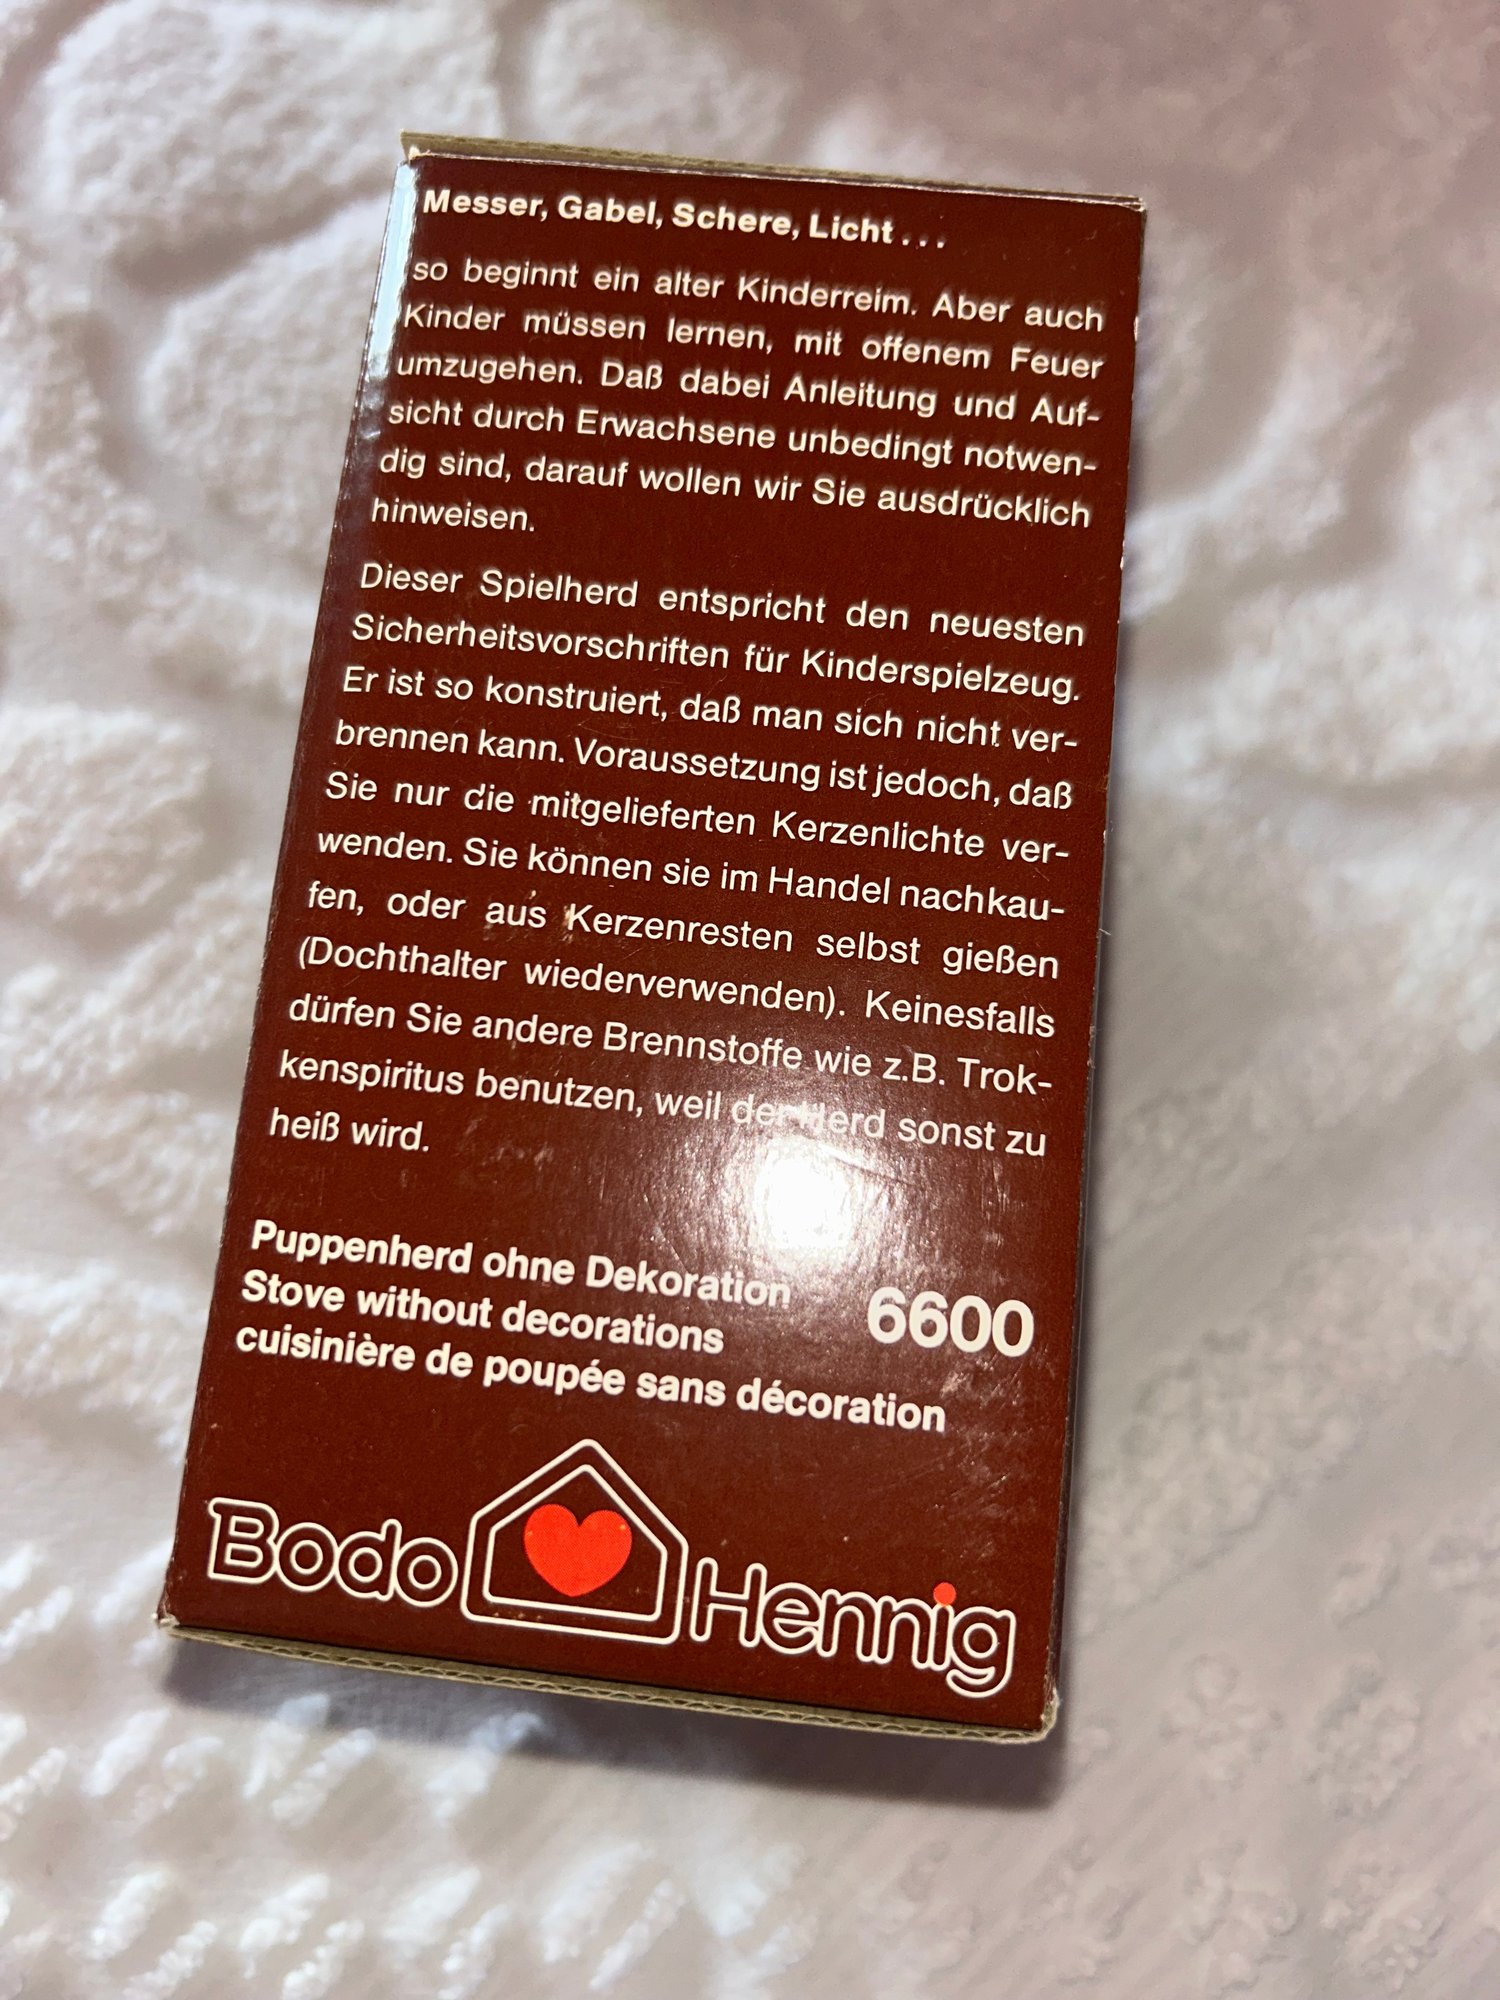 Messer, Gabel, Schere, Licht . . .
so beginnt ein alter Kinderreim. Aber auch
Kinder müssen lernen, mit offenem Feuer
umzugehen. Daß dabei Anleitung und Auf-
sicht durch Erwachsene unbedingt notwen-
dig sind, darauf wollen wir Sie ausdrücklich
hinweisen.
Dieser Spielherd entspricht den neuesten
Sicherheitsvorschriften für Kinderspielzeug.
Er ist so konstruiert, daß man sich nicht ver-
brennen kann. Voraussetzung ist jedoch, daß
Sie nur die mitgelieferten Kerzenlichte ver-
wenden. Sie können sie im Handel nachkau-
fen, oder aus Kerzenresten selbst gießen
(Dochthalter wiederverwenden). Keinesfalls
dürfen Sie andere Brennstoffe wie z.B. Trok-
kenspiritus benutzen, weil der Herd sonst zu
heiß wird.
Puppenherd ohne Dekoration
Stove without decorations 6600
cuisinière de poupée sans décoration
Bodo Hennig